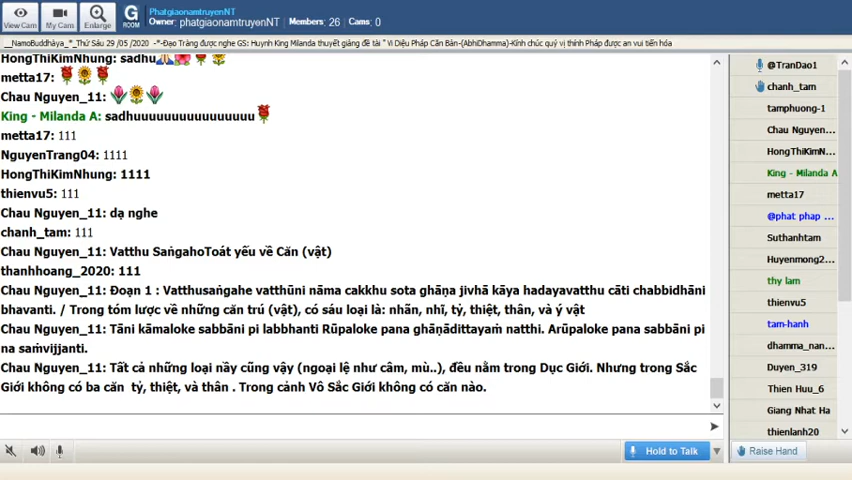 View Cam
My Cam
Enlarge
G
ROOM
PhatgiaonamtruyenNT
Owner: phatgiaonamtruyenNT Members: 26 Cams: 0
__NamoBuddhàya_*_Thứ Sáu 29 /05 /2020 -*-Đạo Tràng được nghe GS: Huynh King Milanda thuyết giảng đề tài " Vi Diệu Pháp Căn Bản-(AbhiDhamma)-Kính chúc quý vị thính Pháp được an vui tiến hóa
HongThiKimNhung: sadhu
metta17:
Chau Nguyen_11:
King - Milanda A: sadhuuuuuuuuuuuuuuuu
metta17: 111
NguyenTrang04: 1111
HongThiKimNhung: 1111
thienvu5: 111
Chau Nguyen_11: dạ nghe
chanh_tam: 111
Chau Nguyen_11: Vatthu SaṅgahoToát yếu về Căn (vật)
thanhhoang_2020: 111
Chau Nguyen_11: Đoạn 1 : Vatthusaṅgahe vatthūni nāma cakkhu sota ghāṇa jivhā kāya hadayavatthu cāti chabbidhāni
bhavanti. / Trong tóm lược về những căn trú (vật), có sáu loại là: nhãn, nhĩ, tỷ, thiệt, thân, và ý vật
Chau Nguyen_11: Tāni kāmaloke sabbāni pi labbhanti Rūpaloke pana ghāṇādittayaṃ natthi. Arūpaloke pana sabbāni pi
na saṁvijjanti.
Chau Nguyen_11: Tất cả những loại nầy cũng vậy (ngoại lệ như câm, mù..), đều nằm trong Dục Giới. Nhưng trong Sắc
Giới không có ba căn tỷ, thiệt, và thân . Trong cảnh Vô Sắc Giới không có căn nào.
@TranDao1
chanh_tam
tamphuong-1
Chau Nguyen...
HongThiKimN...
King - Milanda A
metta17
@phat phap ...
Suthanhtam
Huyenmong2...
thy lam
thienvu5
tam-hanh
dhamma_nan...
Duyen_319
Thien Huu_6
Giang Nhat Ha
thienlanh20
Hold to Talk
Raise Hand